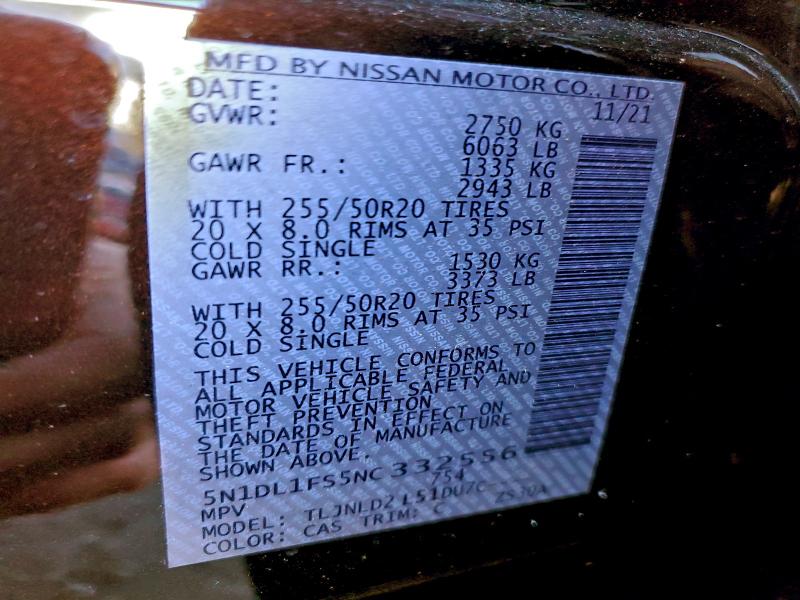 MFD BY NISSAN MOTOR CO., LTD.
DATE: 11/21
GVWR: 2750 KG
6063 LB
GAWR FR.: 1335 KG
2943 LB
WITH 255/50R20 TIRES
20 X 8.0 RIMS AT 35 PSI
COLD SINGLE
GAWR RR.: 1530 KG
3373 LB
WITH 255/50R20 TIRES
20 X 8.0 RIMS AT 35 PSI
COLD SINGLE
THIS VEHICLE CONFORMS TO
ALL APPLICABLE FEDERAL
MOTOR VEHICLE SAFETY AND
THEFT PREVENTION
STANDARDS IN EFFECT ON
THE DATE OF MANUFACTURE
SHOWN ABOVE.
5N1DL1FS5NC332556
MPV 754
MODEL: TLJNLD2
COLOR: CAS TRIM: C